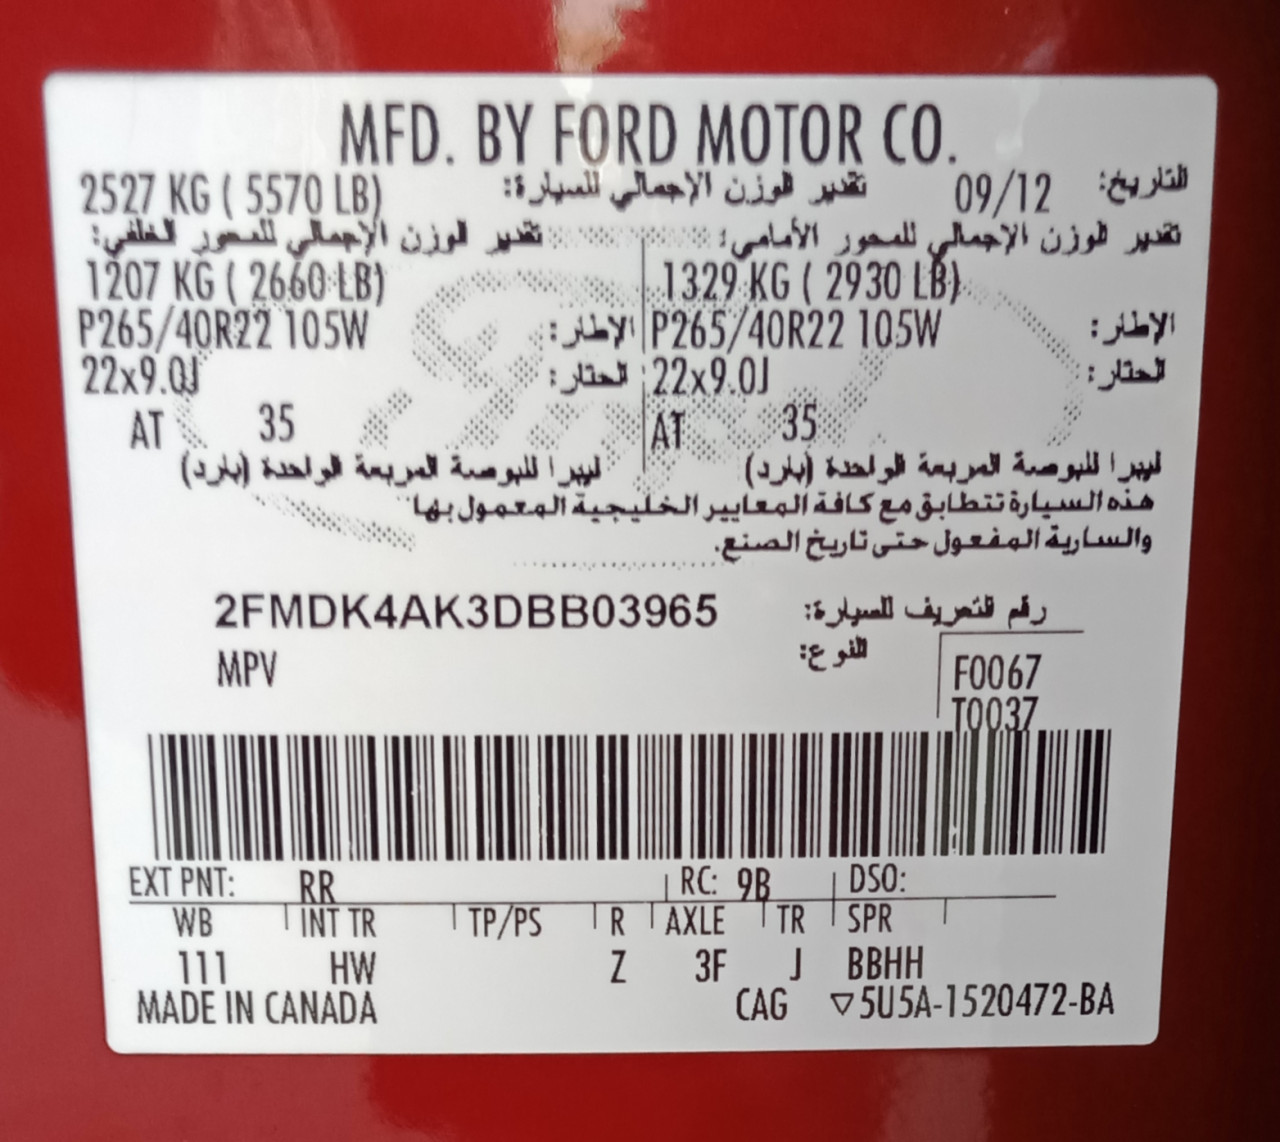 MFD. BY FORD MOTOR CO.
التاريخ: 09/12 تقدير الوزن الإجمالي للسيارة: 2527 KG ( 5570 LB)
تقدير الوزن الإجمالي للمحور الأمامي: تقدير الوزن الإجمالي للمحور الخلفي:
1207 KG ( 2660 LB) 1329 KG ( 2930 LB)
P265/40R22 105W الإطار: P265/40R22 105W الإطار:
22x9.0J الحتار: 22x9.0J الحتار:
AT 35 AT 35
ليبرا للبوصة المربعة الواحدة (بارد) ليبرا للبوصة المربعة الواحدة (بارد)
هذه السيارة تتطابق مع كافة المعايير الخليجية المعمول بها
والسارية المفعول حتى تاريخ الصنع.
رقم التعريف للسيارة: 2FMDK4AK3DBB03965
النوع: MPV
F0067
T0037
EXT PNT: RR RC: 9B DSO:
WB INT TR TP/PS R AXLE TR SPR
111 HW Z 3F J BBHH
MADE IN CANADA CAG ▽5U5A-1520472-BA